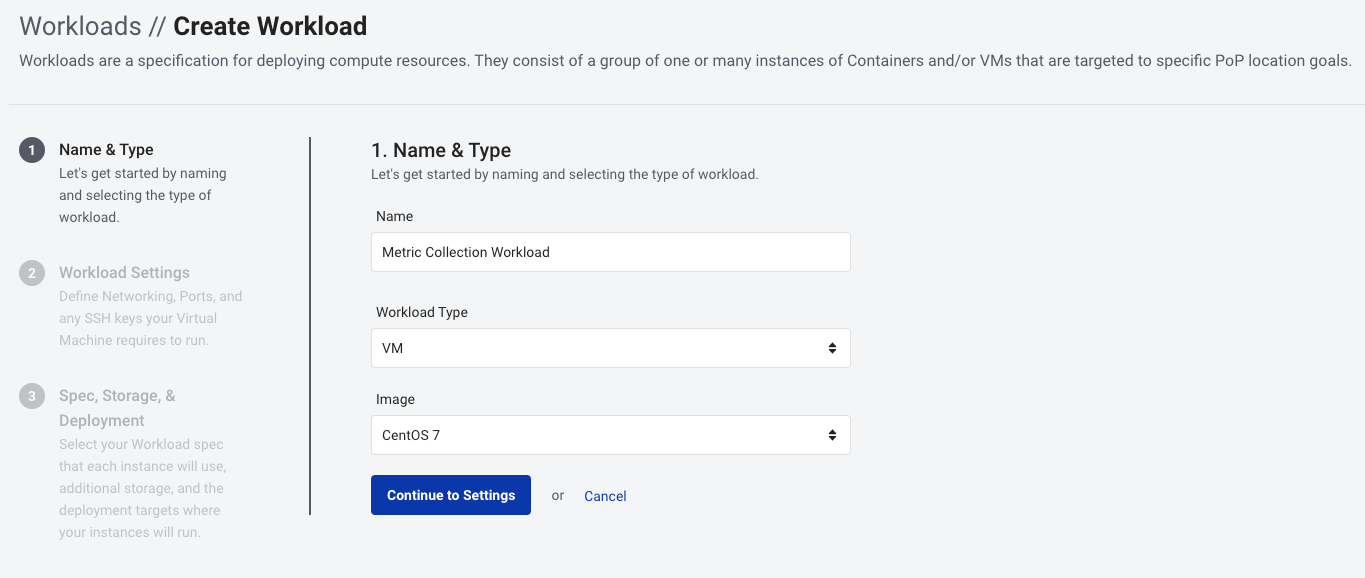 Workloads // Create Workload
Workloads are a specification for deploying compute resources. They consist of a group of one or many instances of Containers and/or VMs that are targeted to specific PoP location goals.
1 Name & Type
Let's get started by naming
and selecting the type of
workload.
2 Workload Settings
Define Networking, Ports, and
any SSH keys your Virtual
Machine requires to run.
3 Spec, Storage, &
Deployment
Select your Workload spec
that each instance will use,
additional storage, and the
deployment targets where
your instances will run.
1. Name & Type
Let's get started by naming and selecting the type of workload.
Name
Metric Collection Workload
Workload Type
VM
Image
CentOS 7
Continue to Settings or Cancel